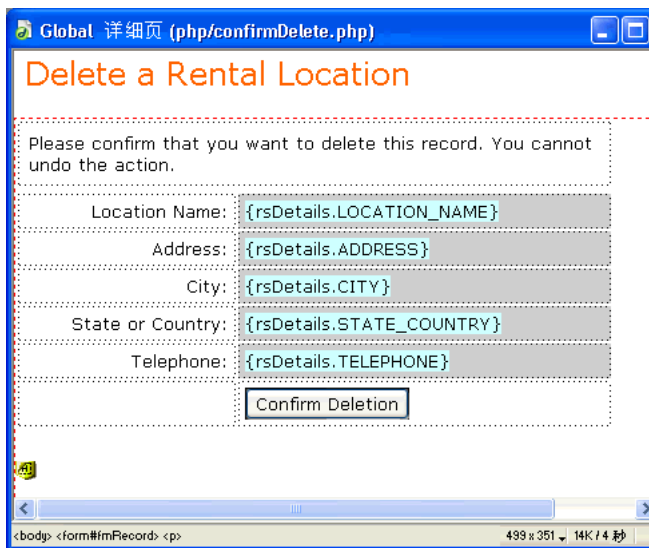 Global 详细页 (php/confirmDelete.php)
Delete a Rental Location
Please confirm that you want to delete this record. You cannot
undo the action.
Location Name: {rsDetails.LOCATION_NAME}
Address: {rsDetails.ADDRESS}
City: {rsDetails.CITY}
State or Country: {rsDetails.STATE_COUNTRY}
Telephone: {rsDetails.TELEPHONE}
Confirm Deletion
<body> <form#fmRecord> <p> 499 x 351 14K / 4 秒